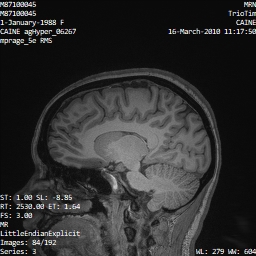 M87100045
M87100045
1-January-1988 F
CAINE agHyper_06267
mprage_5e RMS
MRN
TrioTim
CAINE
16-March-2010 11:17:50
ST: 1.00 SL: -8.85
RT: 2530.00 ET: 1.64
FS: 3.00
MR
LittleEndianExplicit
Images: 84/192
Series: 3
WL: 279 WW: 604